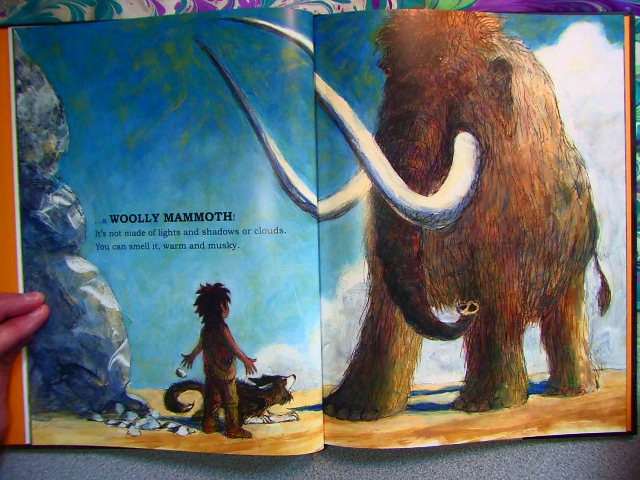 ...a WOOLLY MAMMOTH!
It's not made of lights and shadows or clouds.
You can smell it, warm and musky.